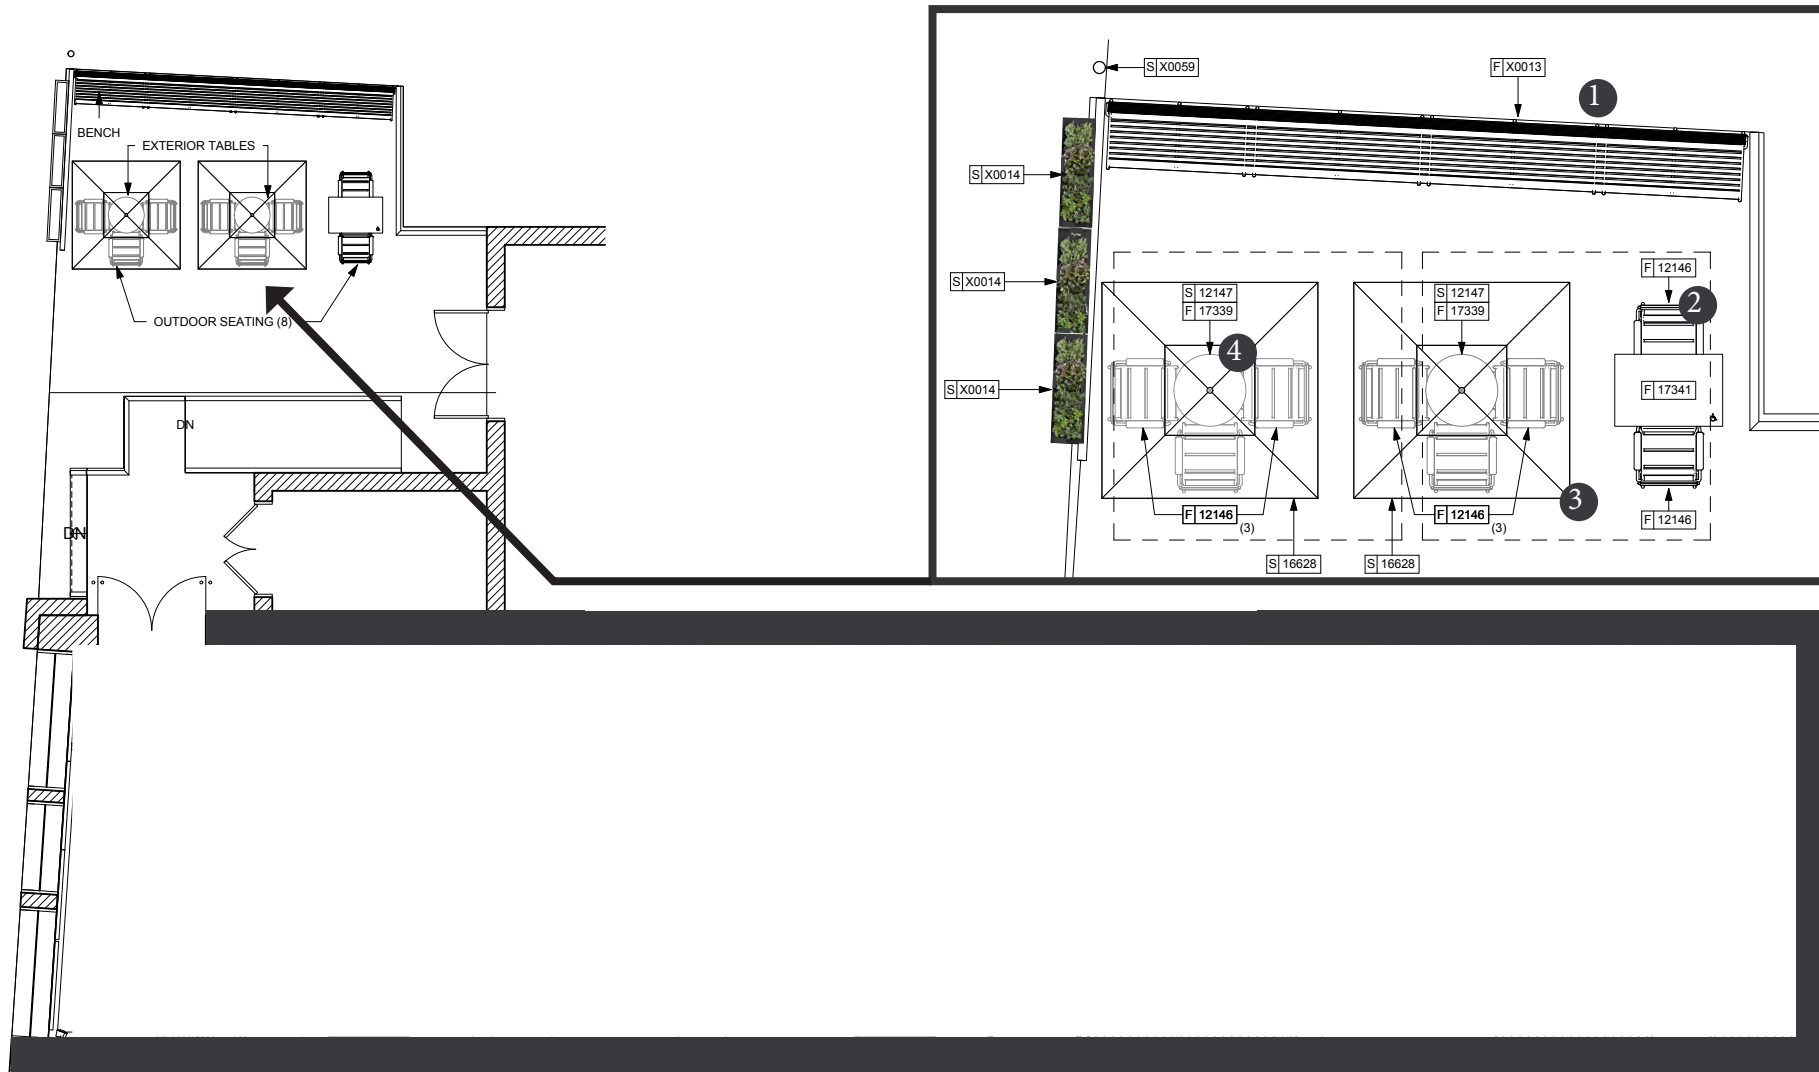 BENCH
EXTERIOR TABLES
OUTDOOR SEATING (8)
DN
DN
S X0059
F X0013
1
S X0014
S X0014
S X0014
S 12147
F 17339
4
S 12147
F 17339
F 12146
2
F 17341
F 12146
(3)
F 12146
(3)
3
F 12146
S 16628
S 16628